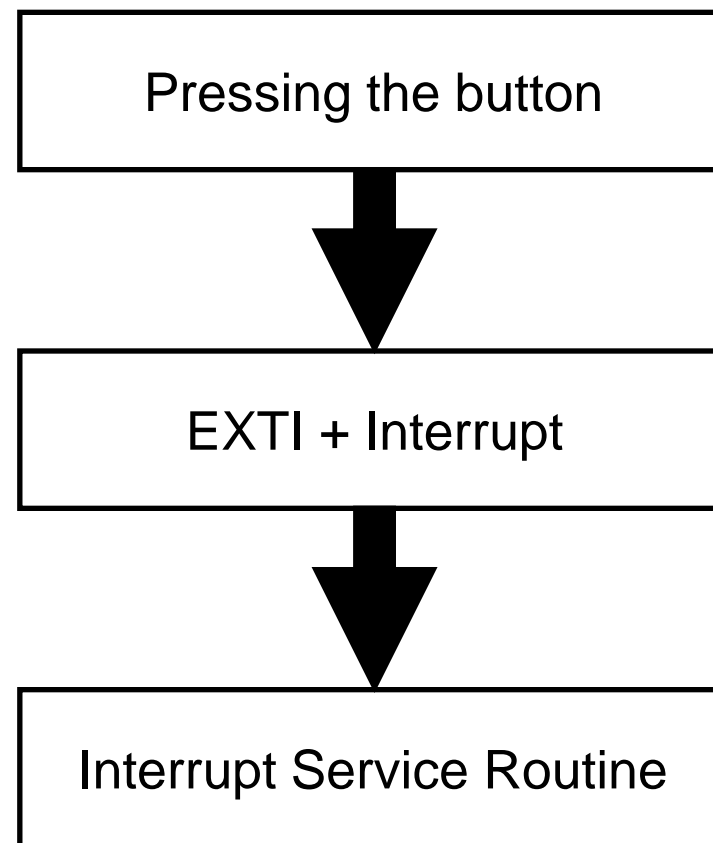 Pressing the button
EXTI + Interrupt
Interrupt Service Routine